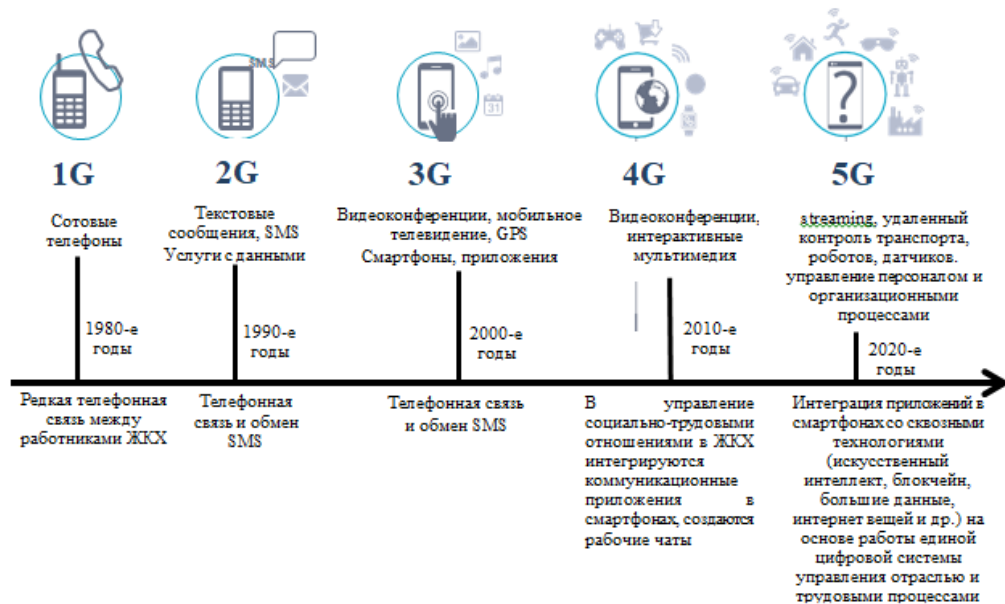 SMS
31
1G
2G
3G
4G
5G
Сотовые
телефоны
Текстовые
сообщения, SMS
Услуги с данными
Видеоконференции, мобильное
телевидение, GPS
Смартфоны, приложения
Видеоконференции,
интерактивные
мультимедия
streaming, удаленный
контроль транспорта,
роботов, датчиков.
управление персоналом и
организационными
процессами
1980-е
годы
1990-е
годы
2000-е
годы
2010-е
годы
2020-е
годы
Редкая телефонная
связь между
работниками ЖКХ
Телефонная
связь и обмен
SMS
Телефонная связь
и обмен SMS
В управление
социально-трудовыми
отношениями в ЖКХ
интегрируются
коммуникационные
приложения в
смартфонах, создаются
рабочие чаты
Интеграция приложений в
смартфонах со сквозными
технологиями
(искусственный
интеллект, блокчейн,
большие данные,
интернет вещей и др.) на
основе работы единой
цифровой системы
управления отраслью и
трудовыми процессами